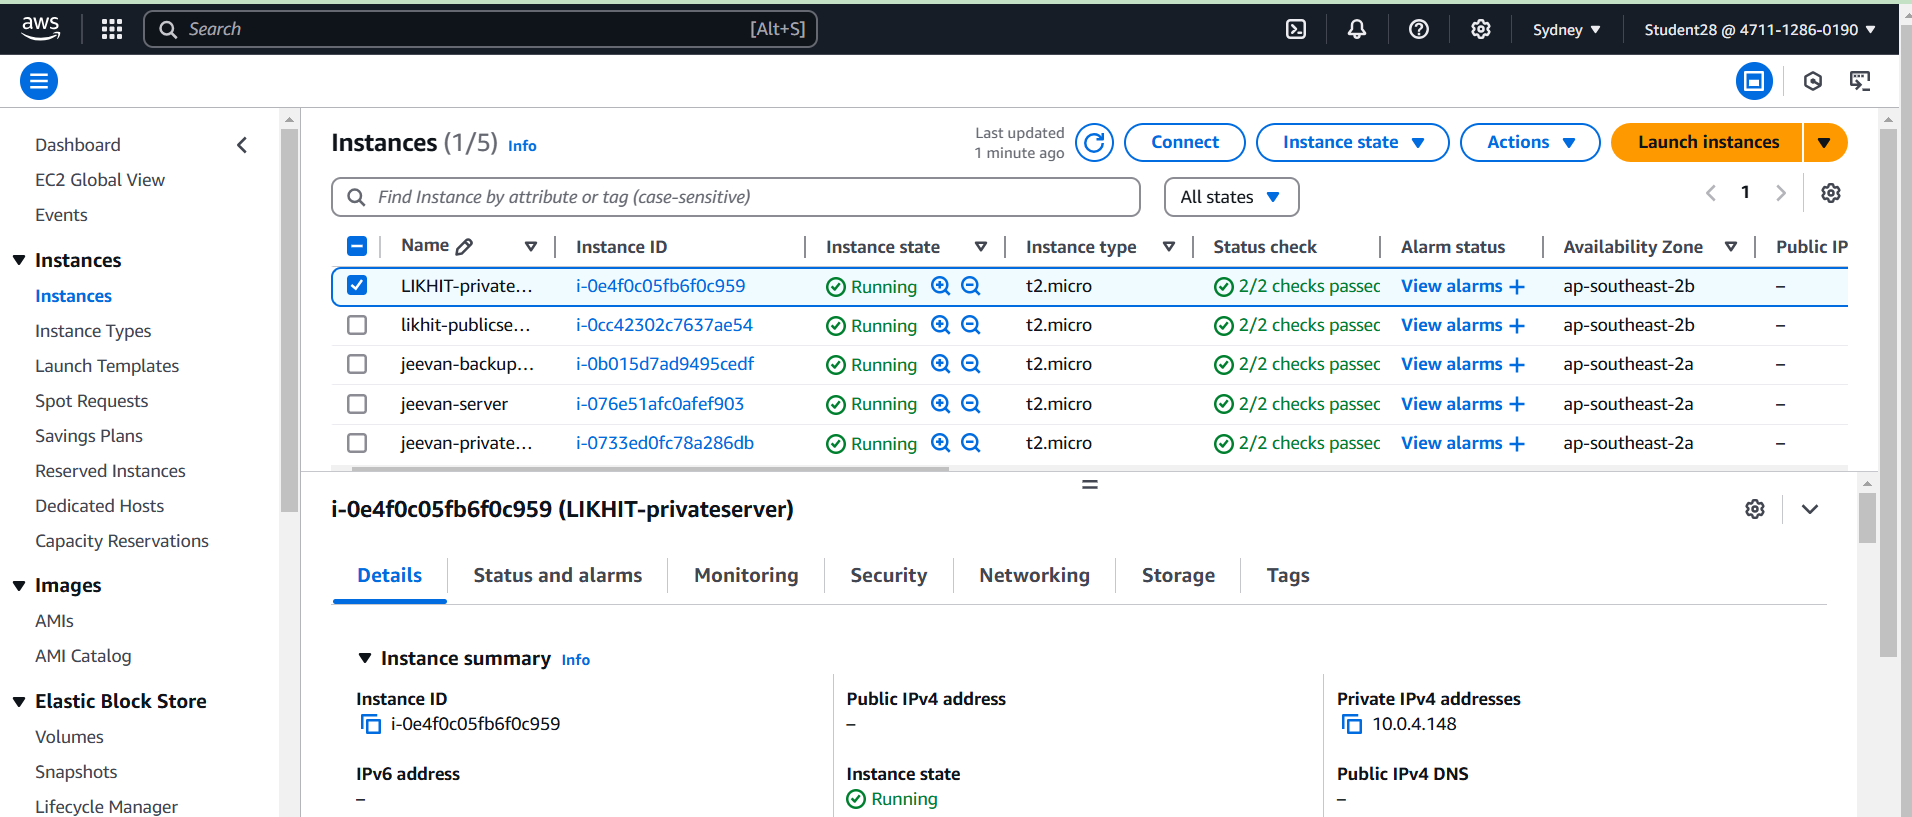 aws
Search [Alt+S]
Sydney
Student28 @ 4711-1286-0190
Dashboard
EC2 Global View
Events
Instances
Instances
Instance Types
Launch Templates
Spot Requests
Savings Plans
Reserved Instances
Dedicated Hosts
Capacity Reservations
Images
AMIs
AMI Catalog
Elastic Block Store
Volumes
Snapshots
Lifecycle Manager
Instances (1/5) Info
Last updated
1 minute ago
Connect
Instance state
Actions
Launch instances
Find Instance by attribute or tag (case-sensitive)
All states
1
Name Instance ID Instance state Instance type Status check Alarm status Availability Zone Public IP
LIKHIT-private... i-0e4f0c05fb6f0c959 Running t2.micro 2/2 checks passed View alarms + ap-southeast-2b –
likhit-publicse... i-0cc42302c7637ae54 Running t2.micro 2/2 checks passed View alarms + ap-southeast-2b –
jeevan-backup... i-0b015d7ad9495cedf Running t2.micro 2/2 checks passed View alarms + ap-southeast-2a –
jeevan-server i-076e51afc0afef903 Running t2.micro 2/2 checks passed View alarms + ap-southeast-2a –
jeevan-private... i-0733ed0fc78a286db Running t2.micro 2/2 checks passed View alarms + ap-southeast-2a –
i-0e4f0c05fb6f0c959 (LIKHIT-privateserver)
Details
Status and alarms
Monitoring
Security
Networking
Storage
Tags
Instance summary Info
Instance ID
i-0e4f0c05fb6f0c959
Public IPv4 address
–
Private IPv4 addresses
10.0.4.148
IPv6 address
–
Instance state
Running
Public IPv4 DNS
–